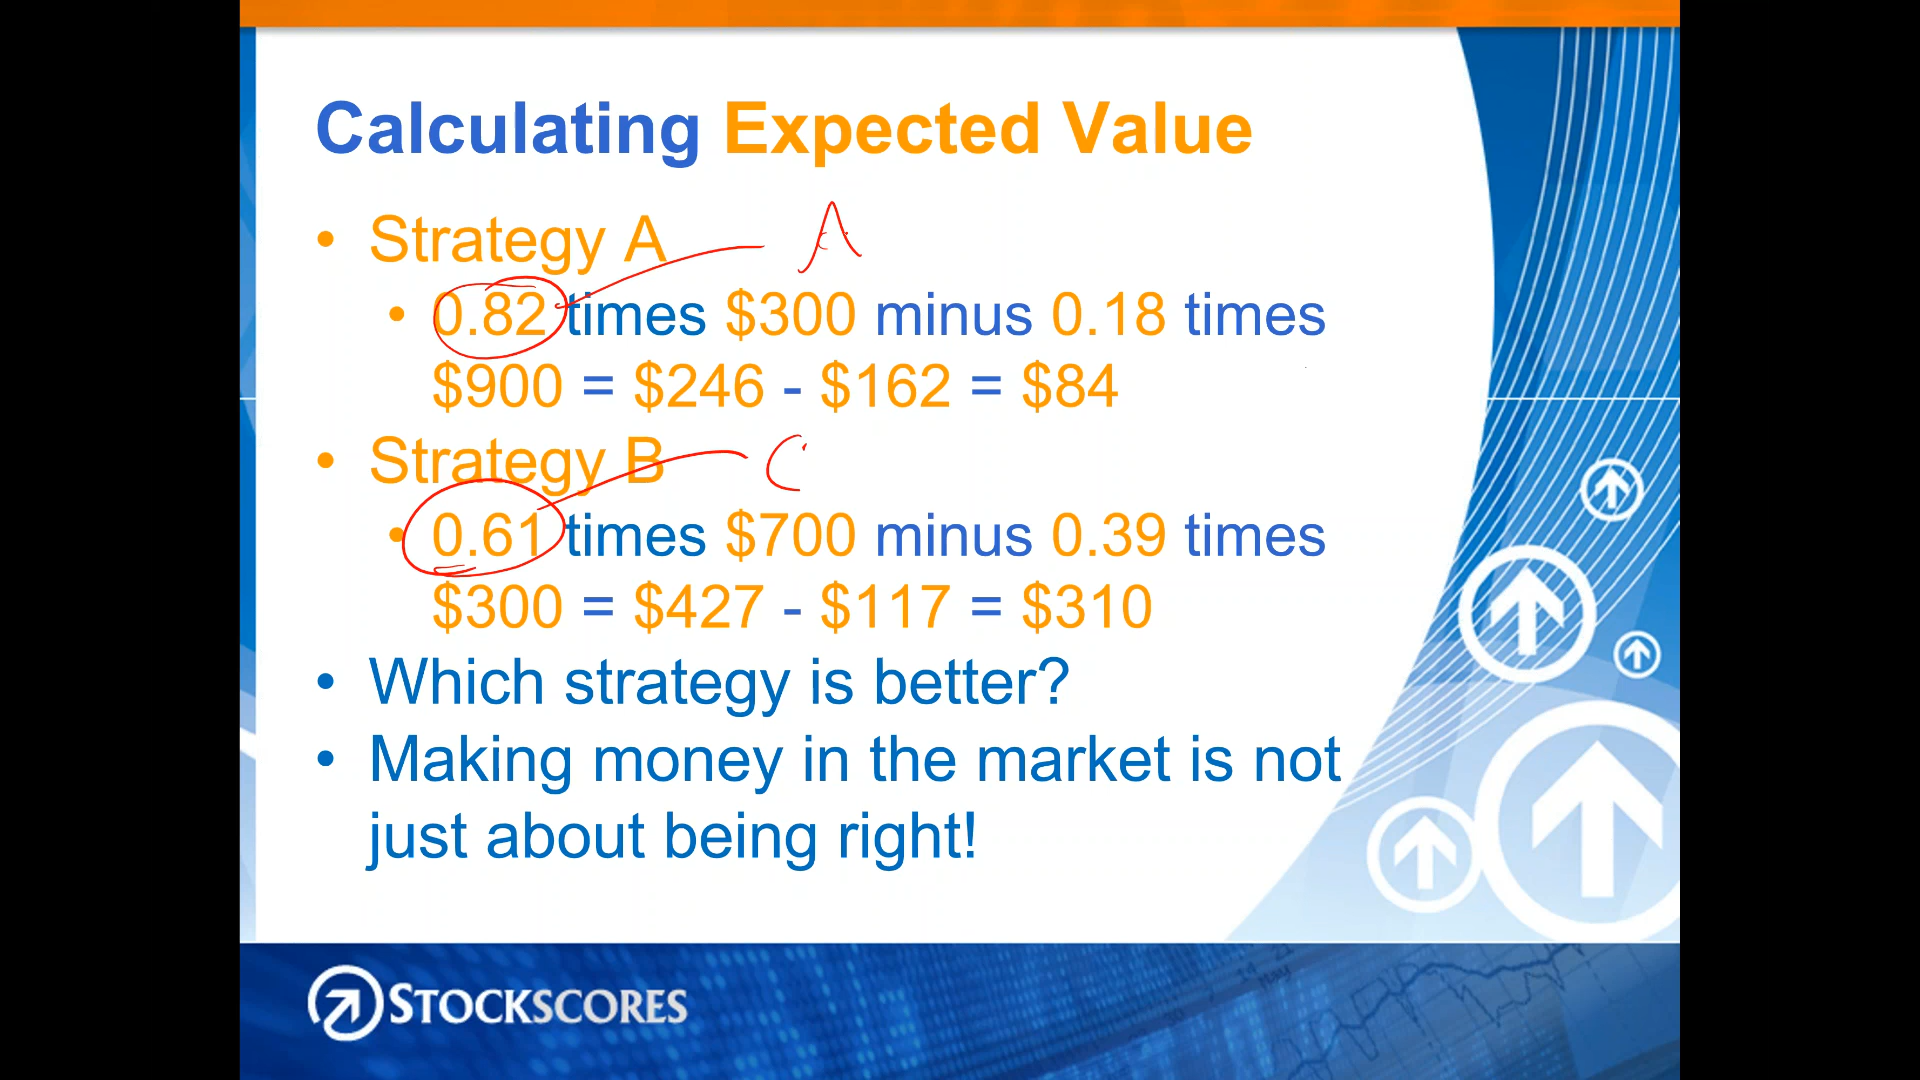 Calculating Expected Value
• Strategy A
A
• 0.82 times $300 minus 0.18 times
$900 = $246 - $162 = $84
• Strategy B
C
• 0.61 times $700 minus 0.39 times
$300 = $427 - $117 = $310
• Which strategy is better?
• Making money in the market is not
just about being right!
STOCKSCORES